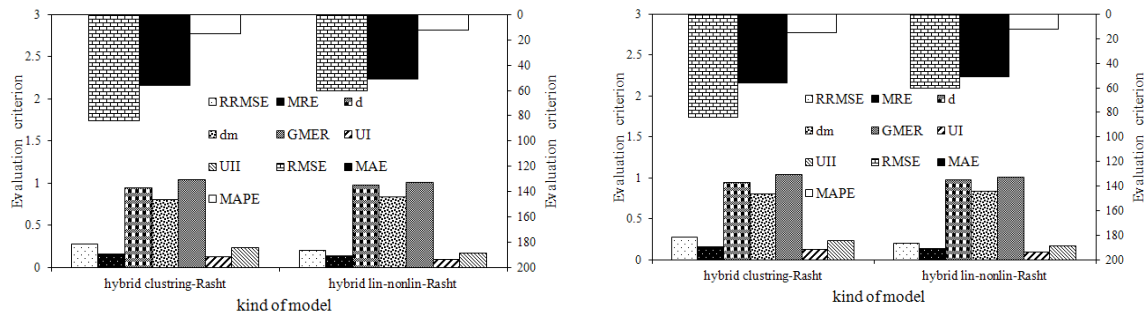 3
2.5
2
1.5
1
0.5
0
Evaluation criterion
0
20
40
60
80
100
120
140
160
180
200
Evaluation criterion
RRMSE MRE d
dm GMER UI
UII RMSE MAE
MAPE
hybrid clustring-Rasht hybrid lin-nonlin-Rasht
kind of model
3
2.5
2
1.5
1
0.5
0
Evaluation criterion
0
20
40
60
80
100
120
140
160
180
200
Evaluation criterion
RRMSE MRE d
dm GMER UI
UII RMSE MAE
MAPE
hybrid clustring-Rasht hybrid lin-nonlin-Rasht
kind of model